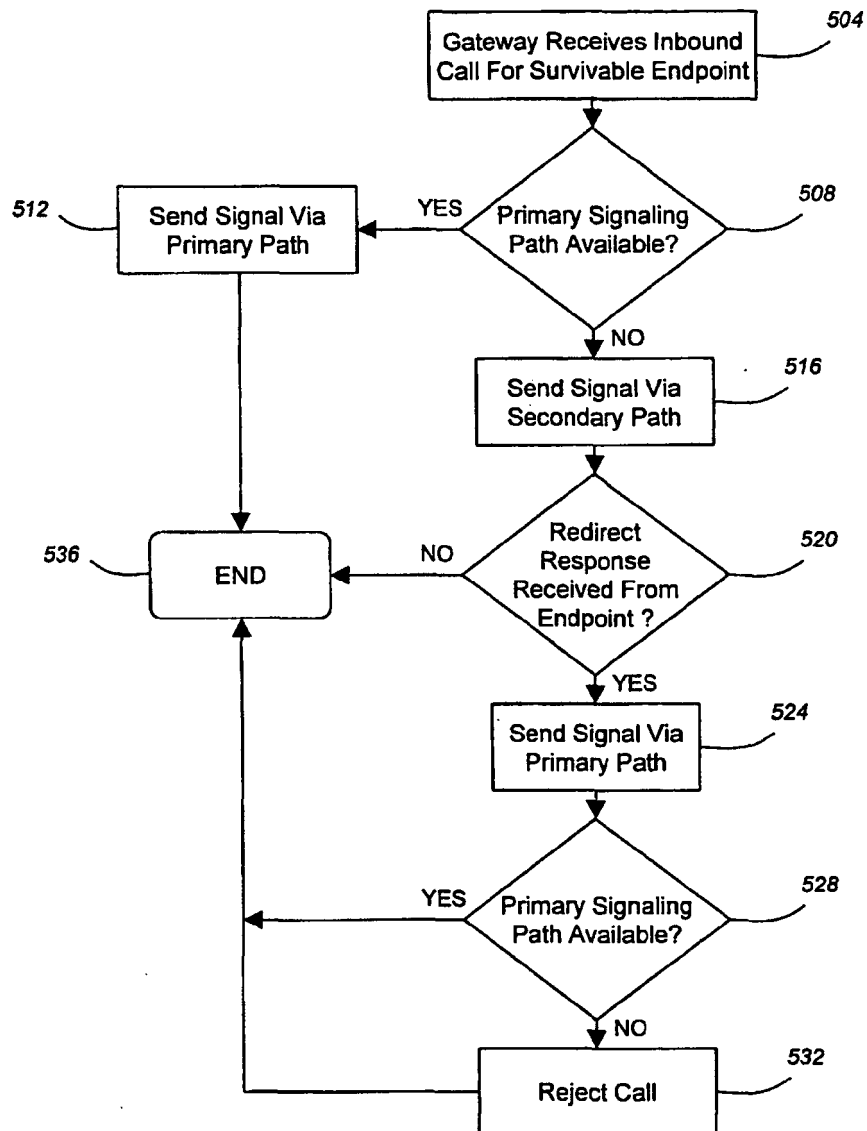 504
Gateway Receives Inbound
Call For Survivable Endpoint
512
Send Signal Via
Primary Path
YES
Primary Signaling
Path Available?
508
NO
Send Signal Via
Secondary Path
516
536
END
NO
Redirect
Response
Received From
Endpoint ?
520
YES
Send Signal Via
Primary Path
524
YES
Primary Signaling
Path Available?
528
NO
Reject Call
532